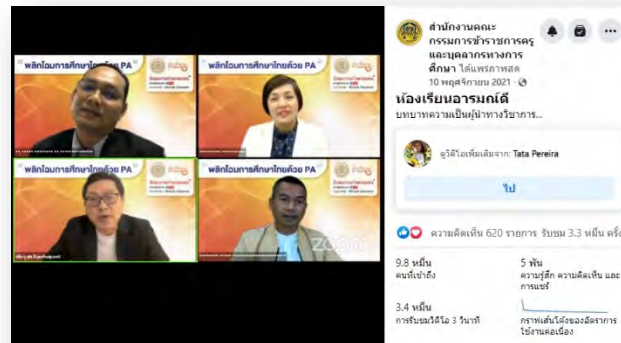 พลิกโฉมการศึกษาไทยด้วย PA
พลิกโฉมการศึกษาไทยด้วย PA
พลิกโฉมการศึกษาไทยด้วย PA
พลิกโฉมการศึกษาไทยด้วย PA
zoom
สำนักงานคณะ
กรรมการข้าราชการครู
และบุคลากรทางการ
ศึกษา ได้แพร่ภาพสด
10 พฤศจิกายน 2021
ห้องเรียนอารมณ์ดี
บทบาทความเป็นผู้นำทางวิชาการ...
ดูวิดีโอเพิ่มเติมจาก: Tata Pereira
ไป
ความคิดเห็น 620 รายการ รับชม 3.3 หมื่น ครั้ง
9.8 หมื่น
คนที่เข้าถึง
5 พัน
ความรู้สึก ความคิดเห็น และ
การแชร์
3.4 หมื่น
การรับชมวิดีโอ 3 วินาที
กราฟเส้นโค้งของอัตราการ
ใช้งานต่อเนื่อง